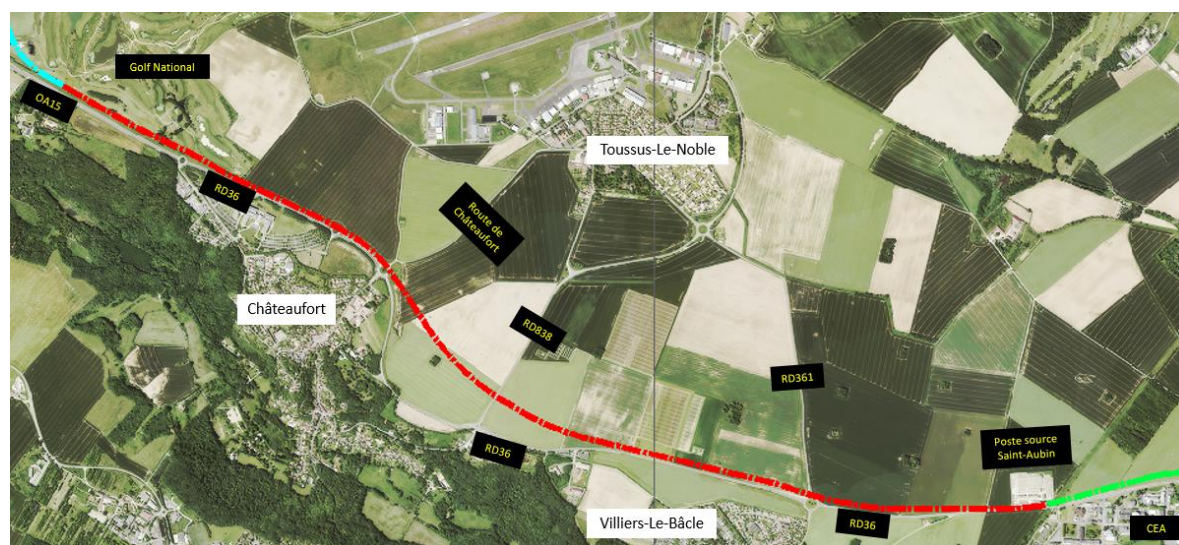 Golf National
OA15
Toussus-Le-Noble
RD36
Route de
Châteaufort
Châteaufort
RD838
RD361
RD36
Poste source
Saint-Aubin
Villiers-Le-Bâcle
RD36
CEA